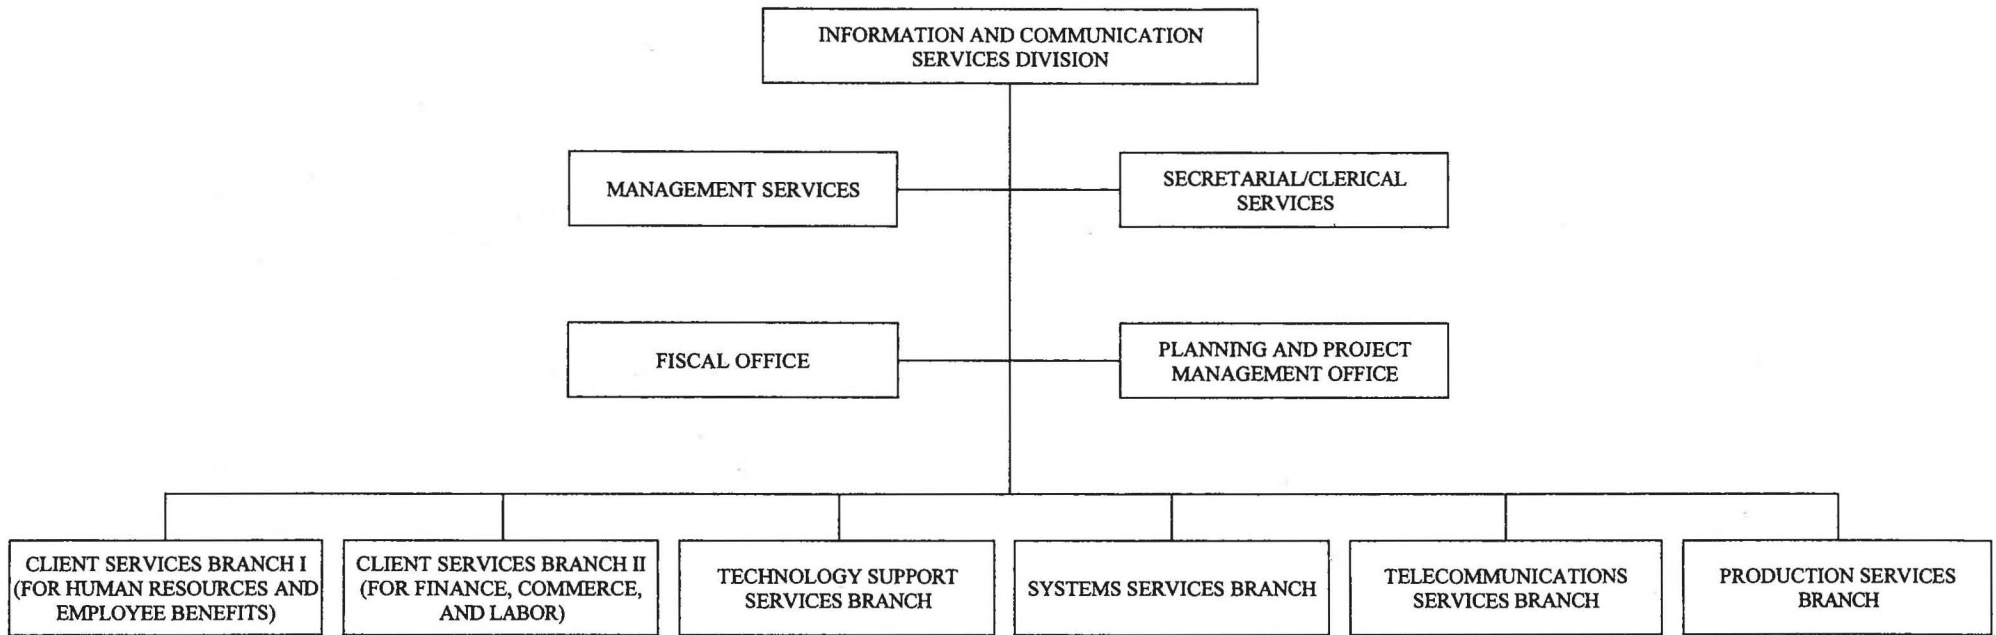 INFORMATION AND COMMUNICATION
SERVICES DIVISION
MANAGEMENT SERVICES
SECRETARIAL/CLERICAL
SERVICES
FISCAL OFFICE
PLANNING AND PROJECT
MANAGEMENT OFFICE
CLIENT SERVICES BRANCH I
(FOR HUMAN RESOURCES AND
EMPLOYEE BENEFITS)
CLIENT SERVICES BRANCH II
(FOR FINANCE, COMMERCE,
AND LABOR)
TECHNOLOGY SUPPORT
SERVICES BRANCH
SYSTEMS SERVICES BRANCH
TELECOMMUNICATIONS
SERVICES BRANCH
PRODUCTION SERVICES
BRANCH